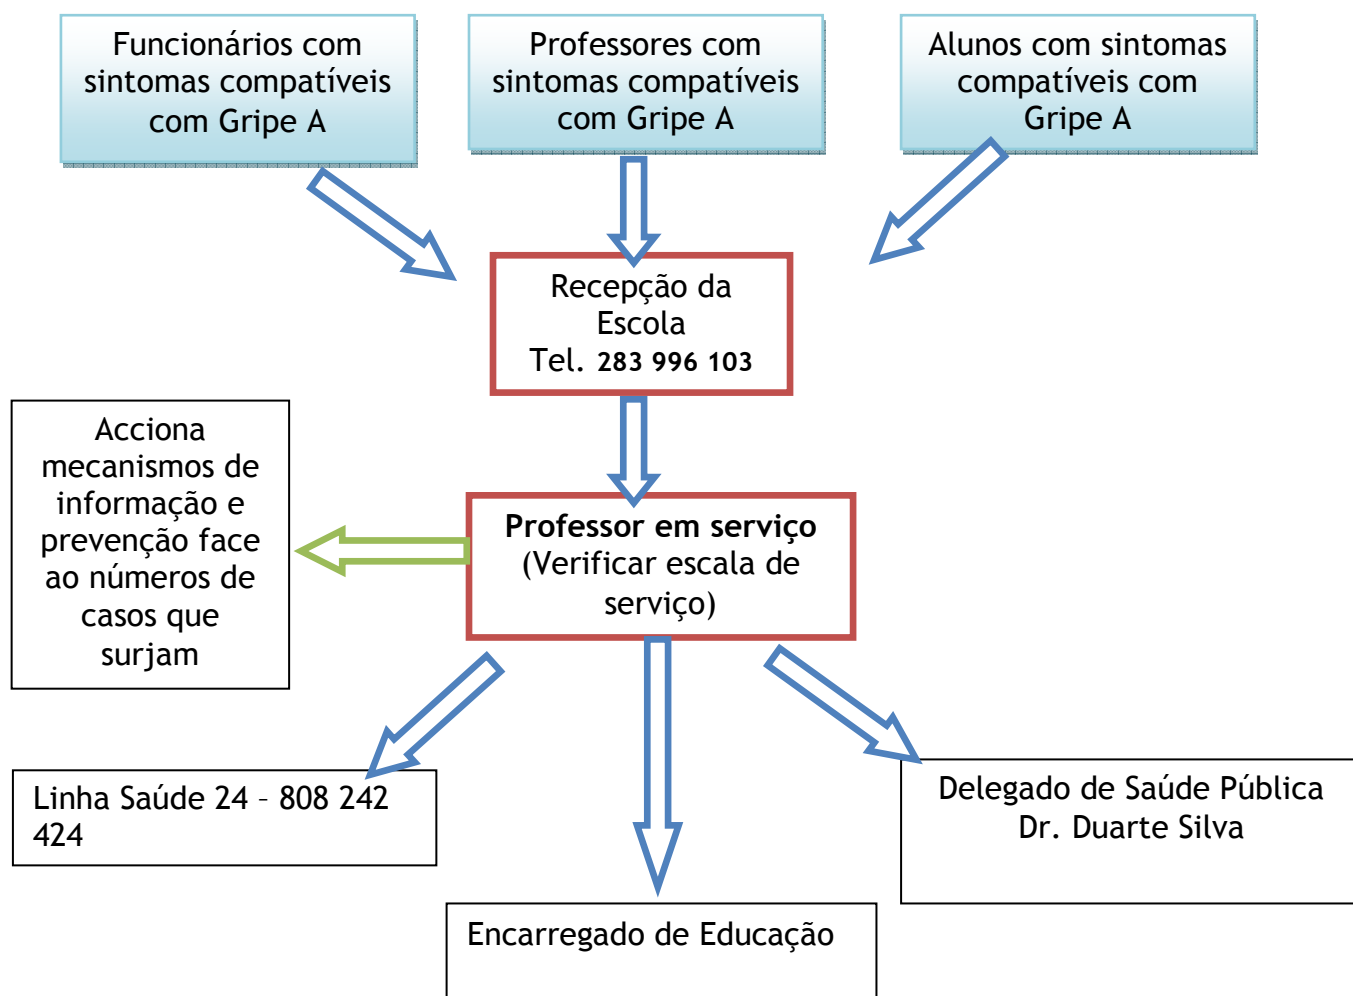 Funcionários com
sintomas compatíveis
com Gripe A
Professores com
sintomas compatíveis
com Gripe A
Alunos com sintomas
compatíveis com
Gripe A
Recepção da
Escola
Tel. 283 996 103
Acciona
mecanismos de
informação e
prevenção face
ao números de
casos que
surjam
Professor em serviço
(Verificar escala de
serviço)
Linha Saúde 24 – 808 242
424
Delegado de Saúde Pública
Dr. Duarte Silva
Encarregado de Educação